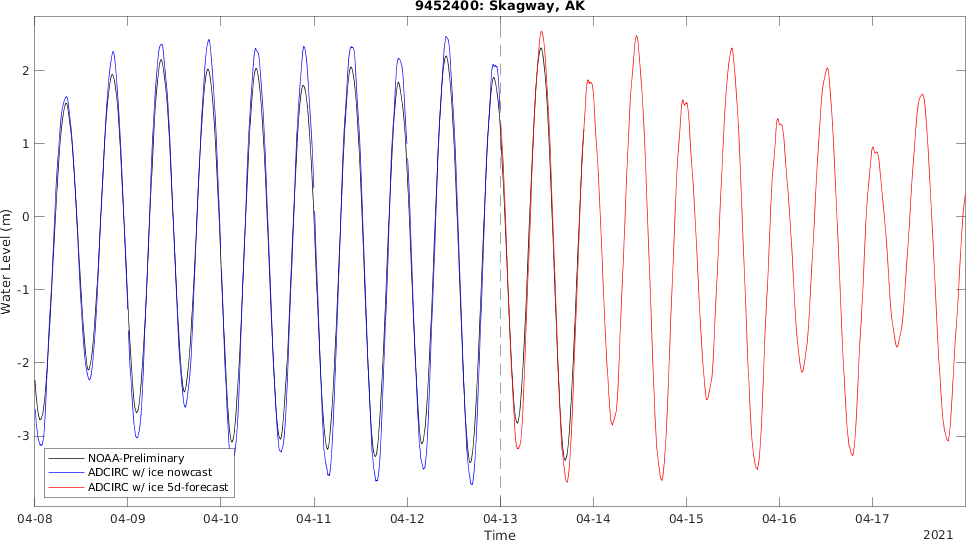 9452400: Skagway, AK
Water Level (m)
2
1
0
-1
-2
-3
NOAA-Preliminary
ADCIRC w/ ice nowcast
ADCIRC w/ ice 5d-forecast
04-08 04-09 04-10 04-11 04-12 04-13 04-14 04-15 04-16 04-17
Time
2021